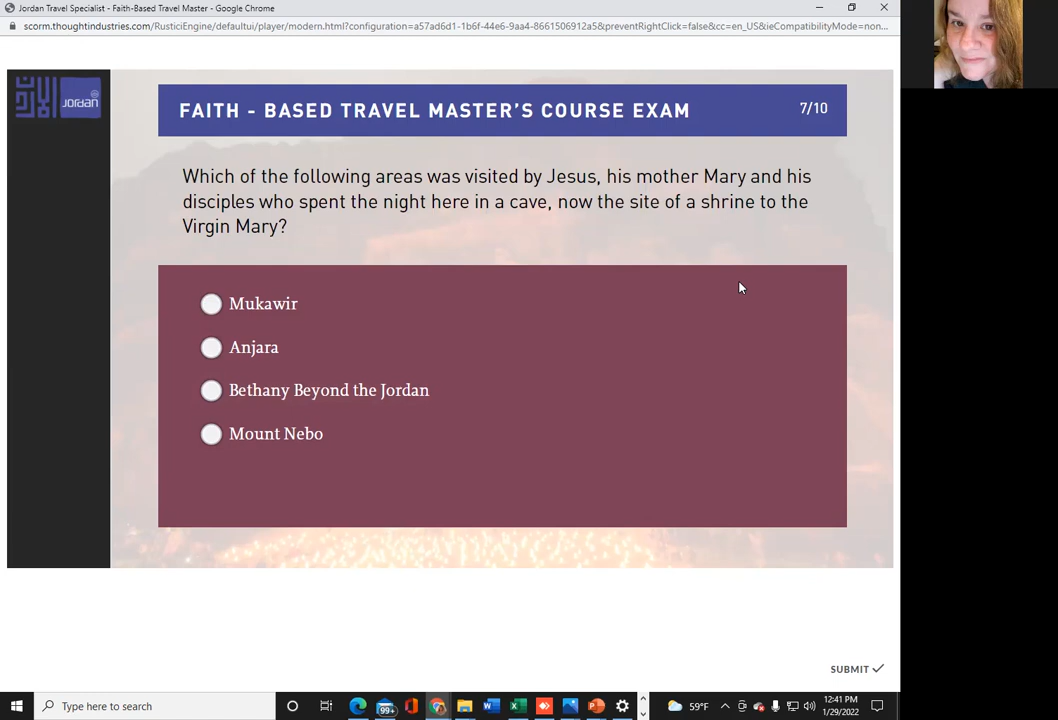 Jordan Travel Specialist - Faith-Based Travel Master - Google Chrome
scorm.thoughtindustries.com/RusticiEngine/defaultui/player/modern.html?configuration=a57ad6d1-1b6f-44e6-9aa4-8661506912a5&preventRightClick=false&cc=en_US&ieCompatibilityMode=non...
الأردن Jordan
FAITH - BASED TRAVEL MASTER'S COURSE EXAM 7/10
Which of the following areas was visited by Jesus, his mother Mary and his
disciples who spent the night here in a cave, now the site of a shrine to the
Virgin Mary?
Mukawir
Anjara
Bethany Beyond the Jordan
Mount Nebo
SUBMIT
Type here to search
99+
59°F
12:41 PM
1/29/2022